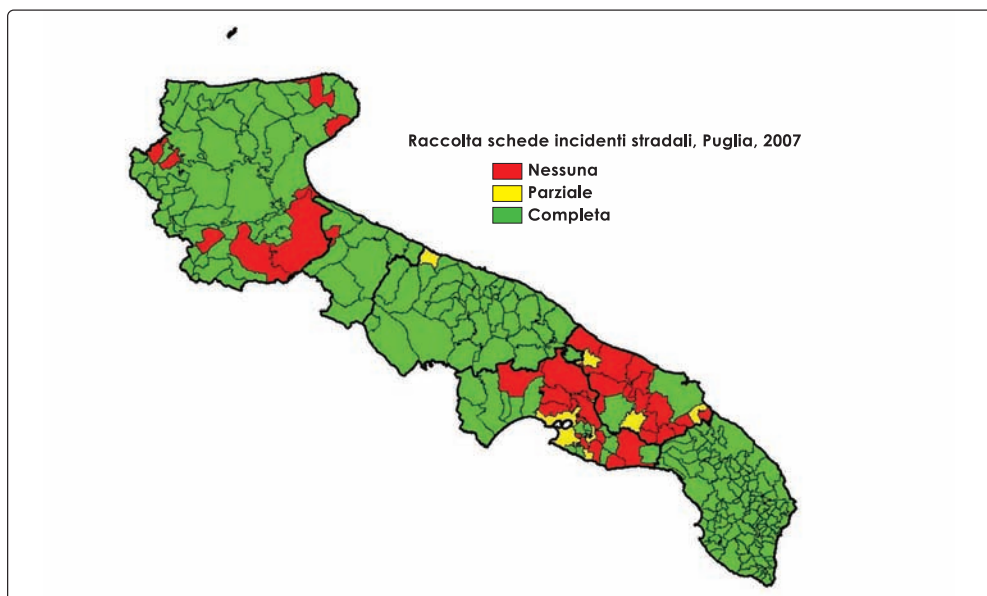 Raccolta schede incidenti stradali, Puglia, 2007
Nessuna
Parziale
Completa